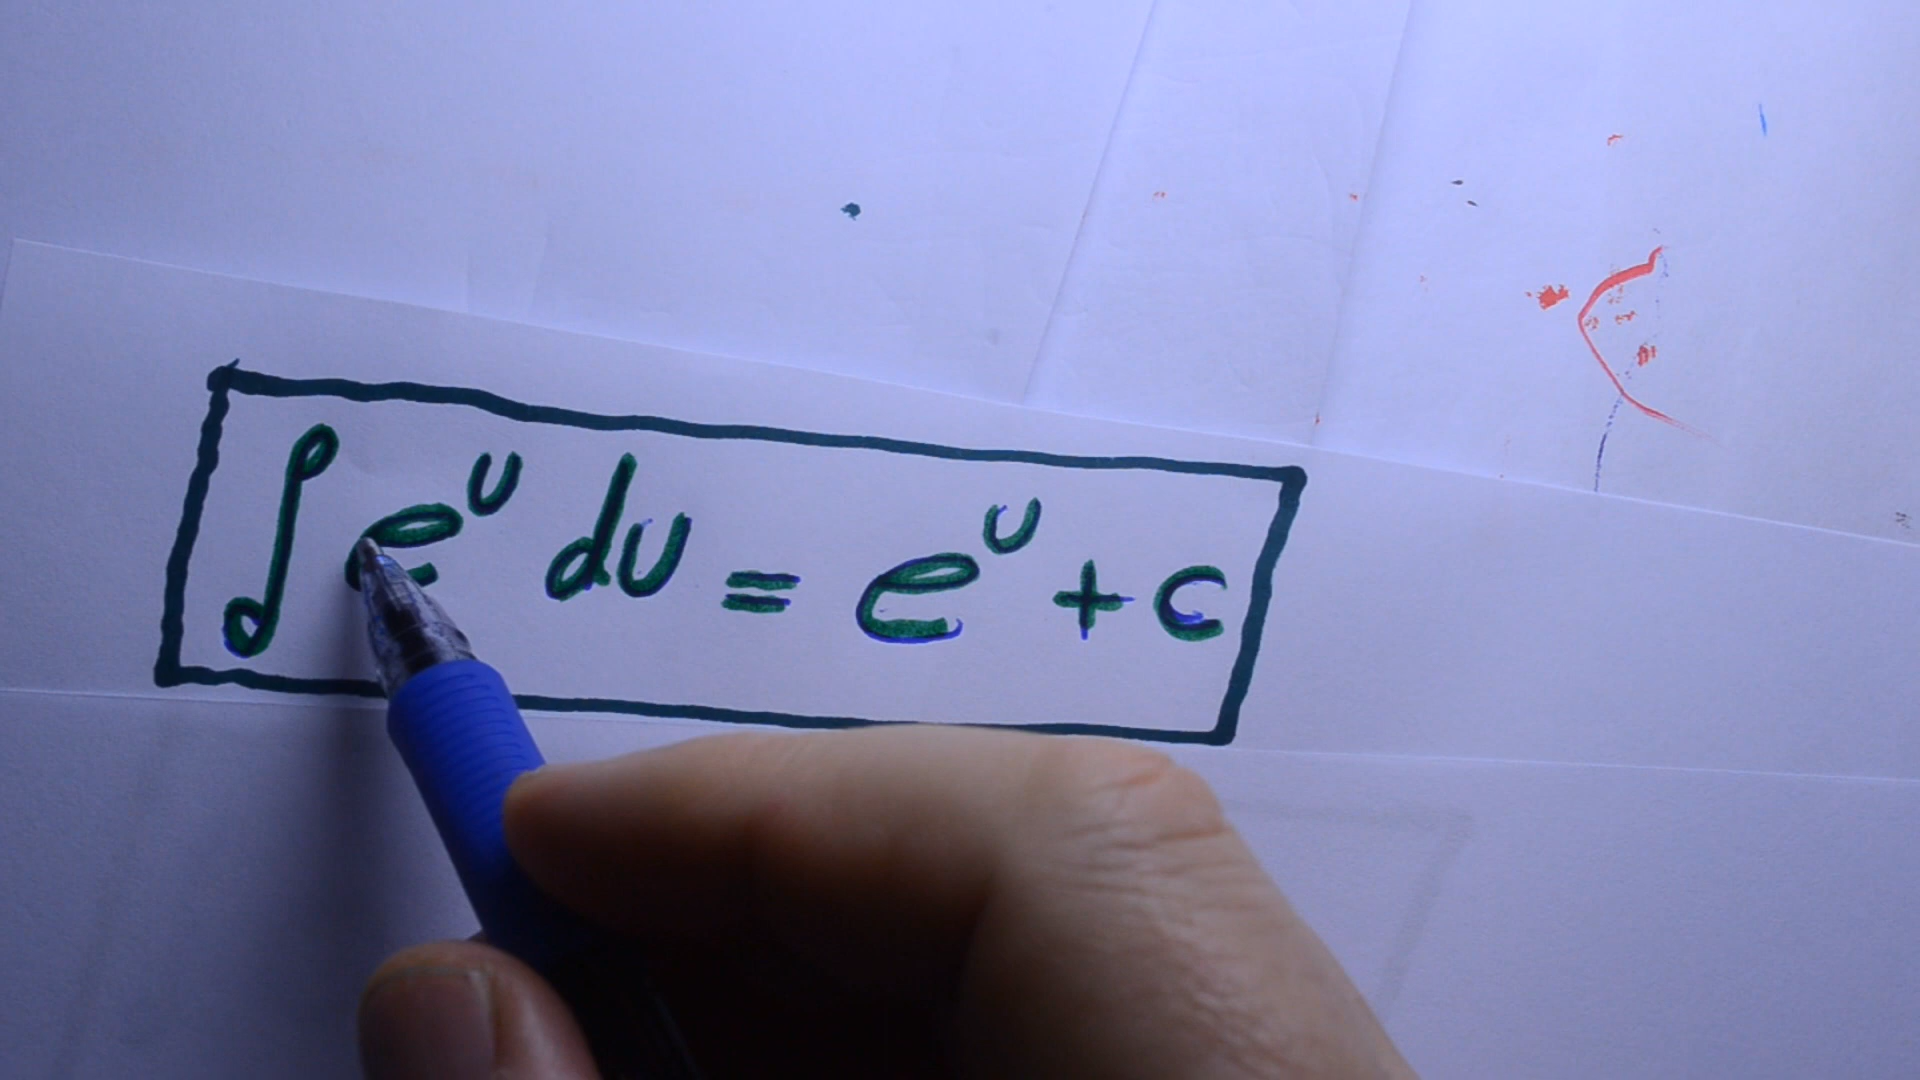 ∫ e^u du = e^u + c